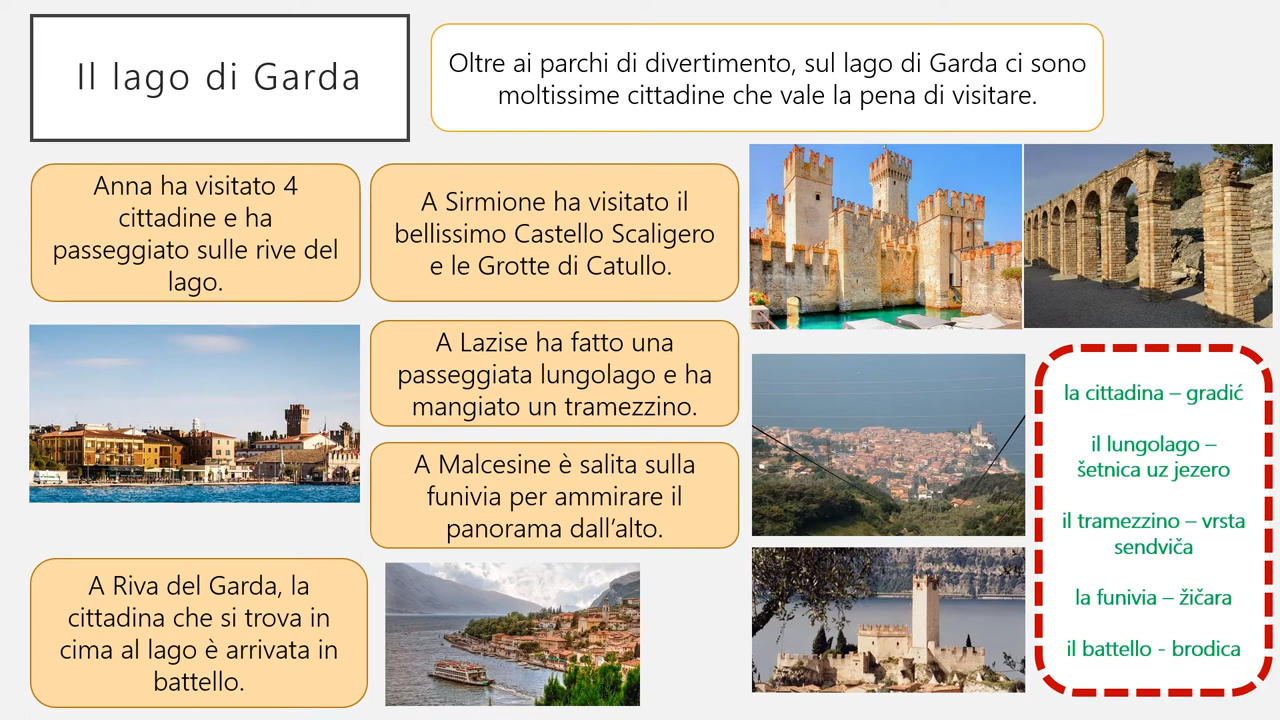 Il lago di Garda
Oltre ai parchi di divertimento, sul lago di Garda ci sono
moltissime cittadine che vale la pena di visitare.
Anna ha visitato 4
cittadine e ha
passeggiato sulle rive del
lago.
A Sirmione ha visitato il
bellissimo Castello Scaligero
e le Grotte di Catullo.
A Lazise ha fatto una
passeggiata lungolago e ha
mangiato un tramezzino.
A Malcesine è salita sulla
funivia per ammirare il
panorama dall’alto.
A Riva del Garda, la
cittadina che si trova in
cima al lago è arrivata in
battello.
la cittadina – gradić
il lungolago –
šetnica uz jezero
il tramezzino – vrsta
sendviča
la funivia – žičara
il battello - brodica